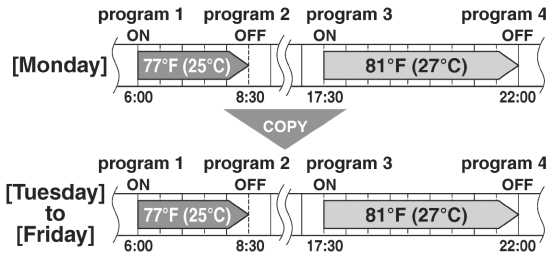 program 1 program 2 program 3 program 4
ON OFF ON OFF
[Monday] 77°F (25°C) 81°F (27°C)
6:00 8:30 17:30 22:00
COPY
program 1 program 2 program 3 program 4
ON OFF ON OFF
[Tuesday] 77°F (25°C) 81°F (27°C)
to
[Friday]
6:00 8:30 17:30 22:00